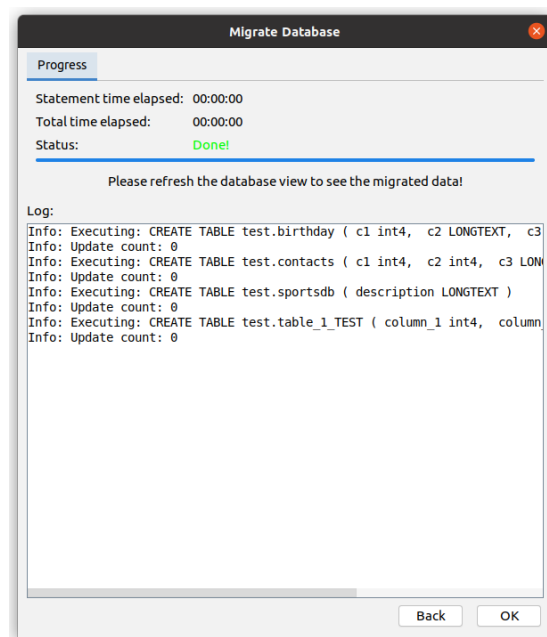 Migrate Database
Progress
Statement time elapsed: 00:00:00
Total time elapsed: 00:00:00
Status: Done!
Please refresh the database view to see the migrated data!
Log:
Info: Executing: CREATE TABLE test.birthday ( c1 int4,  c2 LONGTEXT,  c3
Info: Update count: 0
Info: Executing: CREATE TABLE test.contacts ( c1 int4,  c2 int4,  c3 LON
Info: Update count: 0
Info: Executing: CREATE TABLE test.sportsdb ( description LONGTEXT )
Info: Update count: 0
Info: Executing: CREATE TABLE test.table_1_TEST ( column_1 int4,  column_
Info: Update count: 0
Back OK